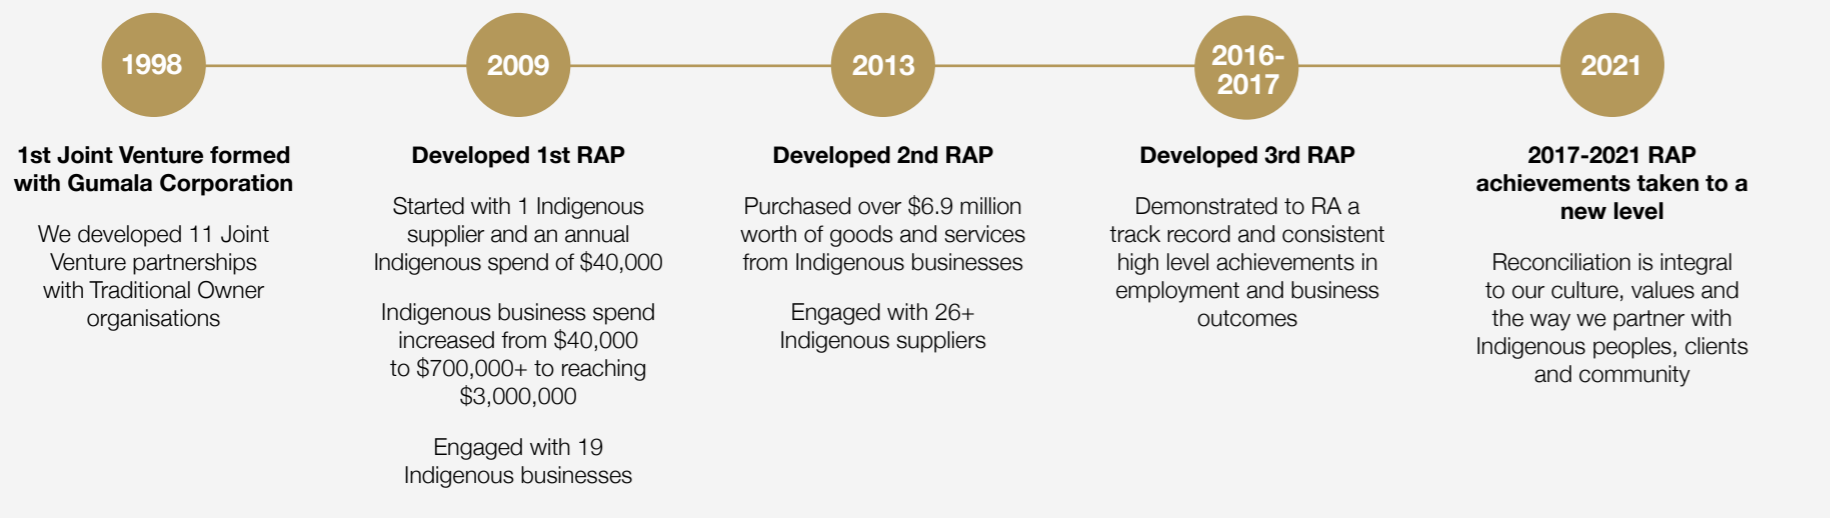 1998
1st Joint Venture formed
with Gumala Corporation
We developed 11 Joint
Venture partnerships
with Traditional Owner
organisations
2009
Developed 1st RAP
Started with 1 Indigenous
supplier and an annual
Indigenous spend of $40,000
Indigenous business spend
increased from $40,000
to $700,000+ to reaching
$3,000,000
Engaged with 19
Indigenous businesses
2013
Developed 2nd RAP
Purchased over $6.9 million
worth of goods and services
from Indigenous businesses
Engaged with 26+
Indigenous suppliers
2016-
2017
Developed 3rd RAP
Demonstrated to RA a
track record and consistent
high level achievements in
employment and business
outcomes
2021
2017-2021 RAP
achievements taken to a
new level
Reconciliation is integral
to our culture, values and
the way we partner with
Indigenous peoples, clients
and community